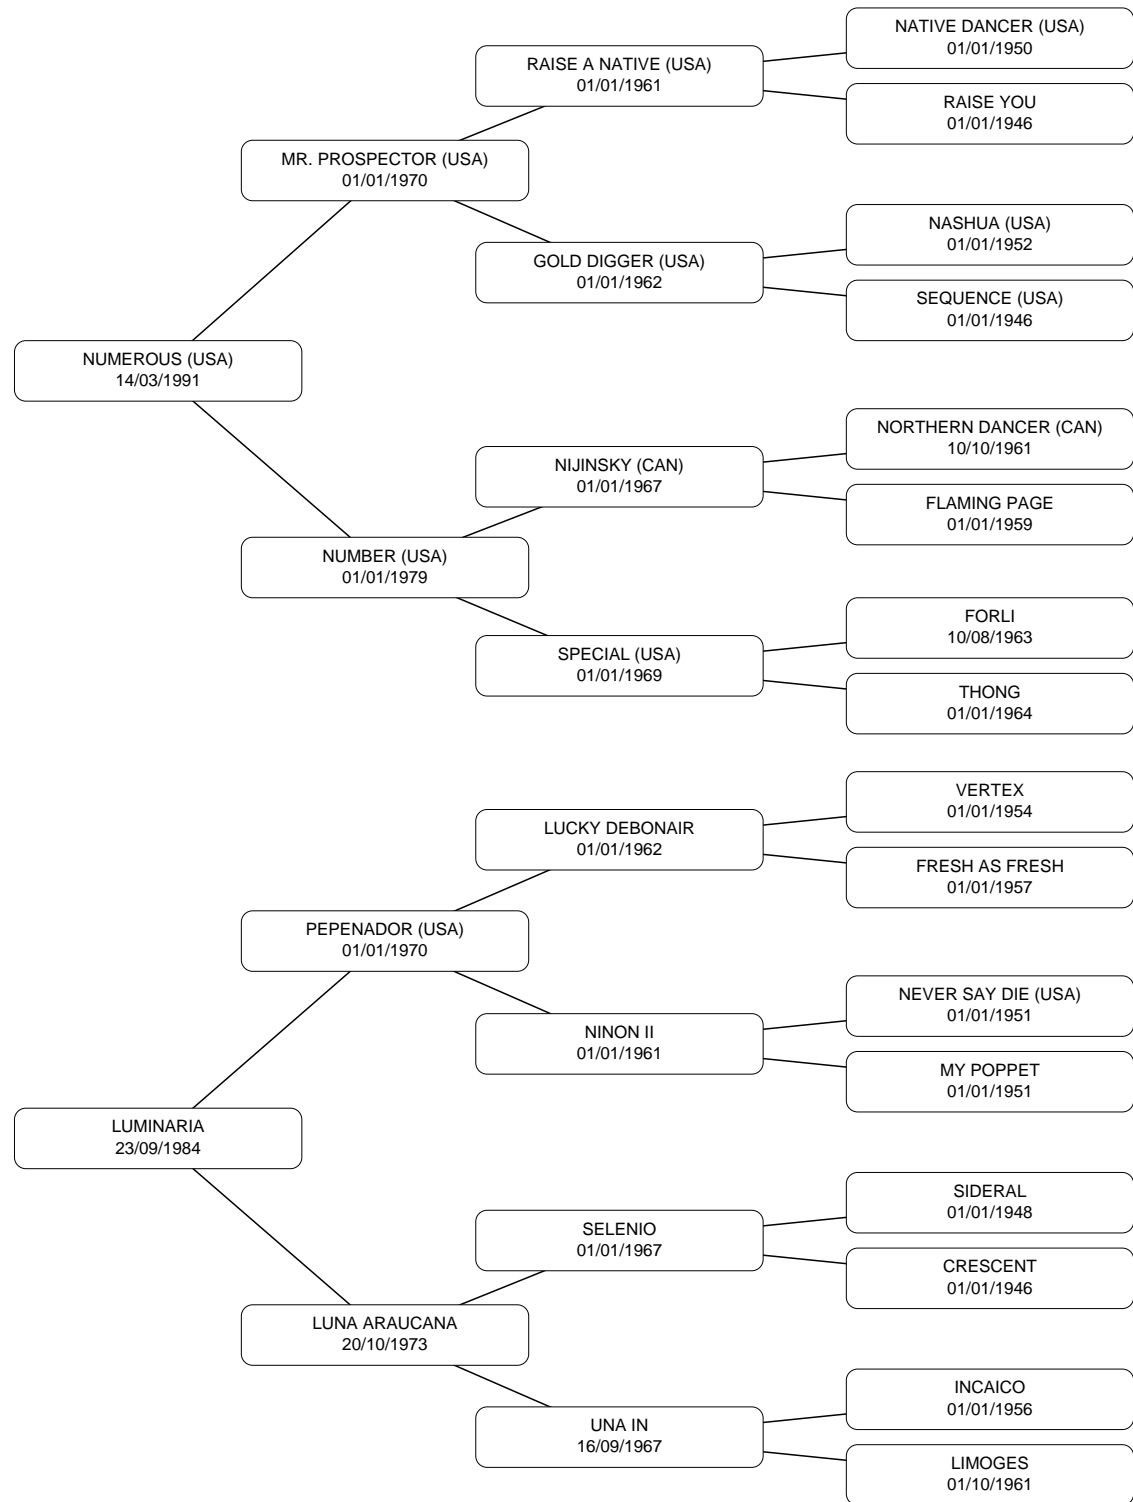 NATIVE DANCER (USA)
01/01/1950
RAISE A NATIVE (USA)
01/01/1961
RAISE YOU
01/01/1946
MR. PROSPECTOR (USA)
01/01/1970
NASHUA (USA)
01/01/1952
GOLD DIGGER (USA)
01/01/1962
SEQUENCE (USA)
01/01/1946
NUMEROUS (USA)
14/03/1991
NORTHERN DANCER (CAN)
10/10/1961
NIJINSKY (CAN)
01/01/1967
FLAMING PAGE
01/01/1959
NUMBER (USA)
01/01/1979
FORLI
10/08/1963
SPECIAL (USA)
01/01/1969
THONG
01/01/1964
VERTEX
01/01/1954
LUCKY DEBONAIR
01/01/1962
FRESH AS FRESH
01/01/1957
PEPENADOR (USA)
01/01/1970
NEVER SAY DIE (USA)
01/01/1951
NINON II
01/01/1961
MY POPPET
01/01/1951
LUMINARIA
23/09/1984
SIDERAL
01/01/1948
SELENIO
01/01/1967
CRESCENT
01/01/1946
LUNA ARAUCANA
20/10/1973
INCAICO
01/01/1956
UNA IN
16/09/1967
LIMOGES
01/10/1961